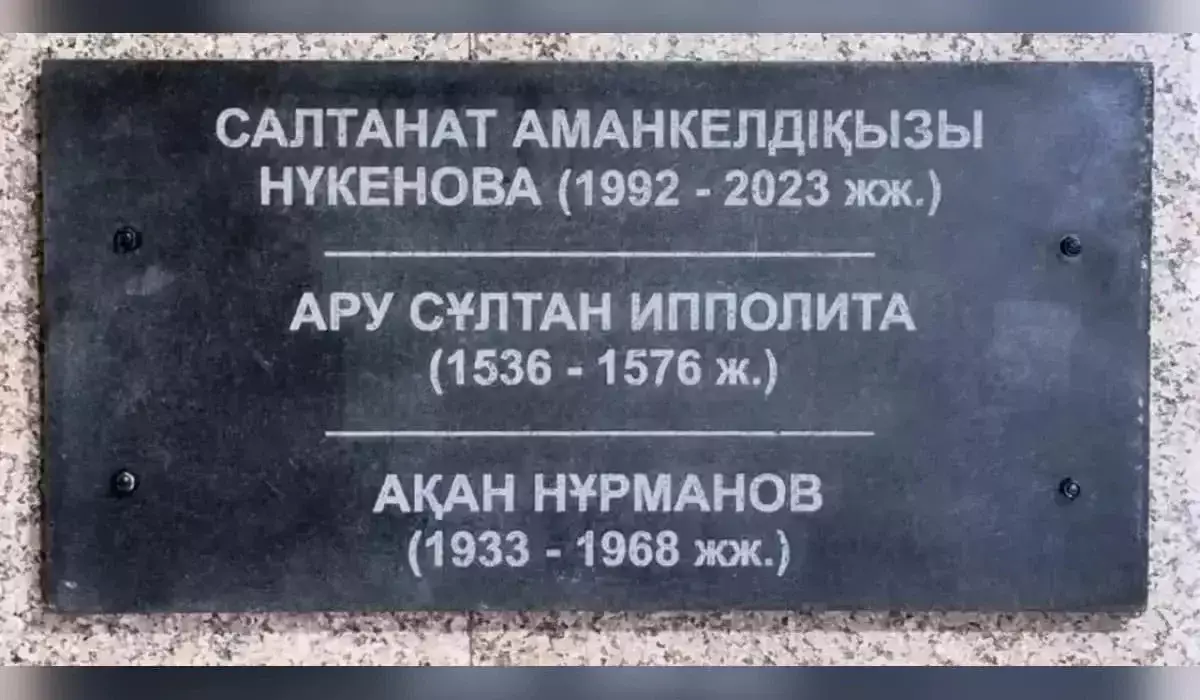 САЛТАНАТ АМАНКЕЛДІҚЫЗЫ
НҮКЕНОВА (1992 - 2023 жж.)
АРУ СҰЛТАН ИППОЛИТА
(1536 - 1576 ж.)
АҚАН НҰРМАНОВ
(1933 - 1968 жж.)